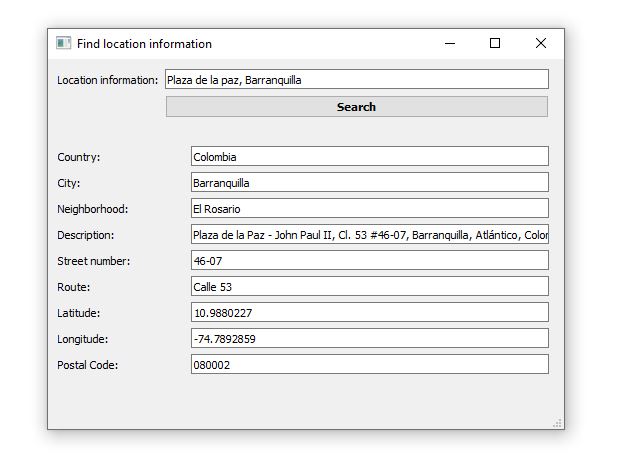 Find location information
Location information: Plaza de la paz, Barranquilla
Search
Country: Colombia
City: Barranquilla
Neighborhood: El Rosario
Description: Plaza de la Paz - John Paul II, Cl. 53 #46-07, Barranquilla, Atlántico, Color
Street number: 46-07
Route: Calle 53
Latitude: 10.9880227
Longitude: -74.7892859
Postal Code: 080002